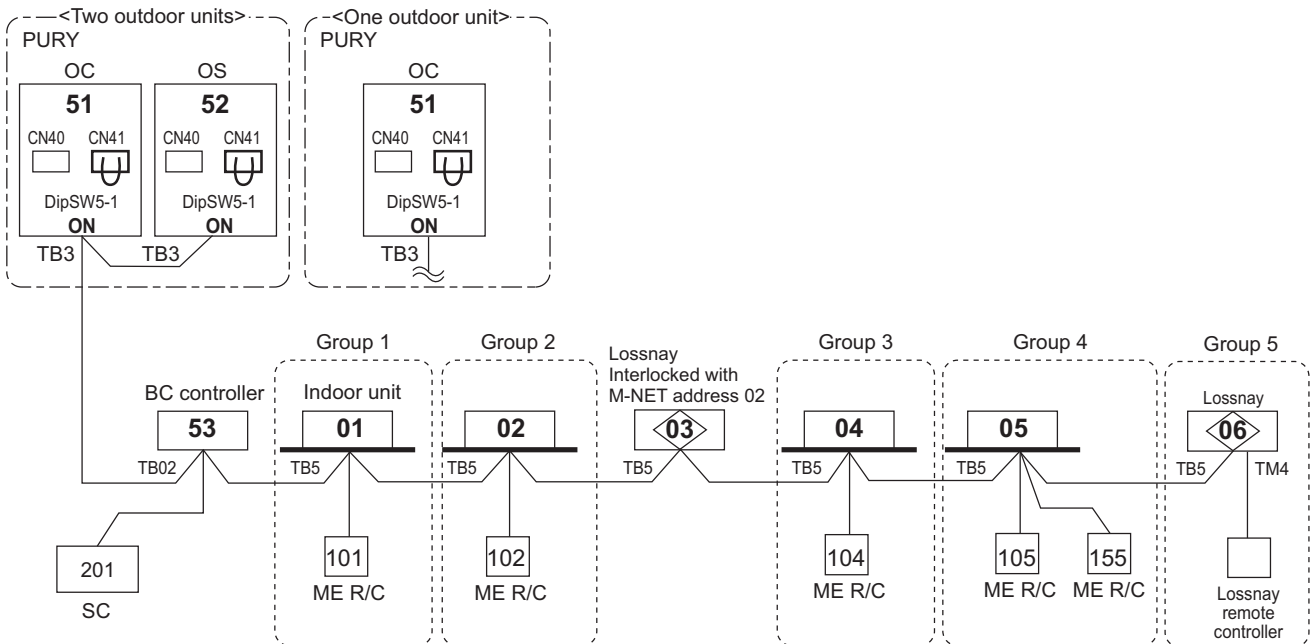 <Two outdoor units>
PURY
OC
51
CN40 CN41
DipSW5-1
ON
TB3
OS
52
CN40 CN41
DipSW5-1
ON
TB3
<One outdoor unit>
PURY
OC
51
CN40 CN41
DipSW5-1
ON
TB3
BC controller
53
TB02
201
SC
Group 1
Indoor unit
01
TB5
101
ME R/C
Group 2
02
TB5
102
ME R/C
Lossnay
Interlocked with
M-NET address 02
03
TB5
Group 3
04
TB5
104
ME R/C
Group 4
05
TB5
105
ME R/C
155
ME R/C
Group 5
Lossnay
06
TB5
TM4
Lossnay
remote
controller